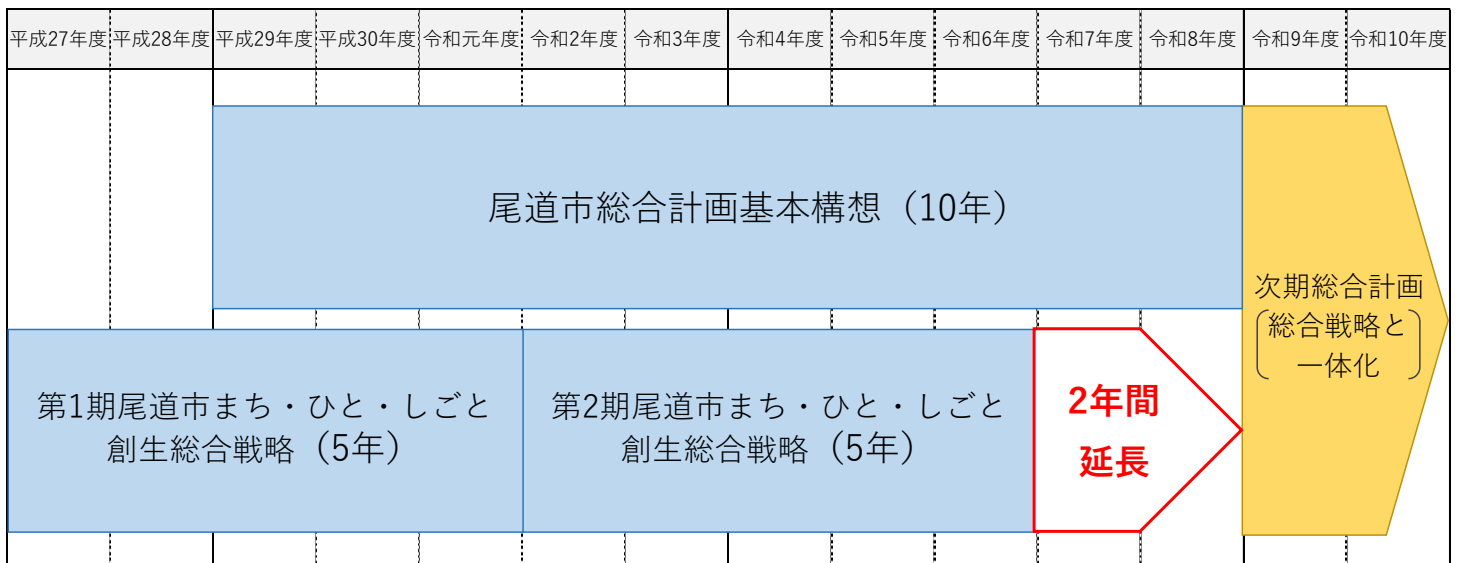 平成27年度 平成28年度 平成29年度 平成30年度 令和元年度 令和2年度 令和3年度 令和4年度 令和5年度 令和6年度 令和7年度 令和8年度 令和9年度 令和10年度
尾道市総合計画基本構想（10年）
第1期尾道市まち・ひと・しごと
創生総合戦略（5年）
第2期尾道市まち・ひと・しごと
創生総合戦略（5年）
2年間
延長
次期総合計画
総合戦略と
一体化